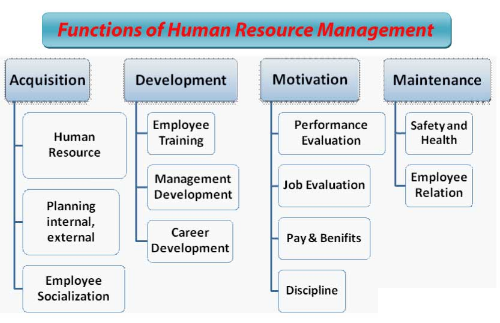 Functions of Human Resource Management
Acquisition
Human
Resource
Planning
internal,
external
Employee
Socialization
Development
Employee
Training
Management
Development
Career
Development
Motivation
Performance
Evaluation
Job Evaluation
Pay & Benifits
Discipline
Maintenance
Safety and
Health
Employee
Relation